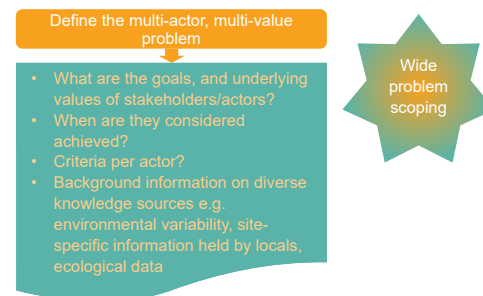 Define the multi-actor, multi-value
problem
• What are the goals, and underlying
values of stakeholders/actors?
• When are they considered
achieved?
• Criteria per actor?
• Background information on diverse
knowledge sources e.g.
environmental variability, site-
specific information held by locals,
ecological data
Wide
problem
scoping